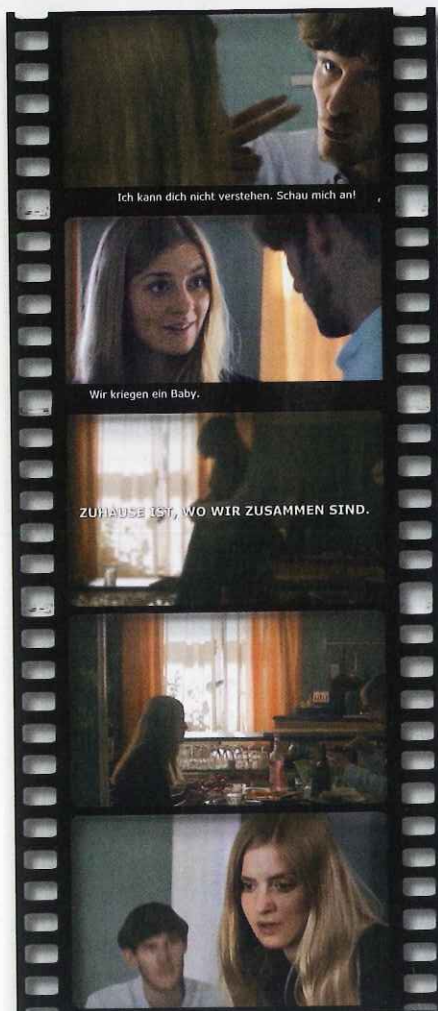 Ich kann dich nicht verstehen. Schau mich an!
Wir kriegen ein Baby.
ZUHAUSE IST, WO WIR ZUSAMMEN SIND.